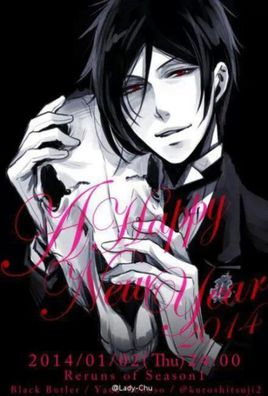 A Happy
New Year
2014
2014/01/02(Thu)24:00
Reruns of Season1
Black Butler / Yana Toboso / @kuroshitsuji2
@Lady-Chu